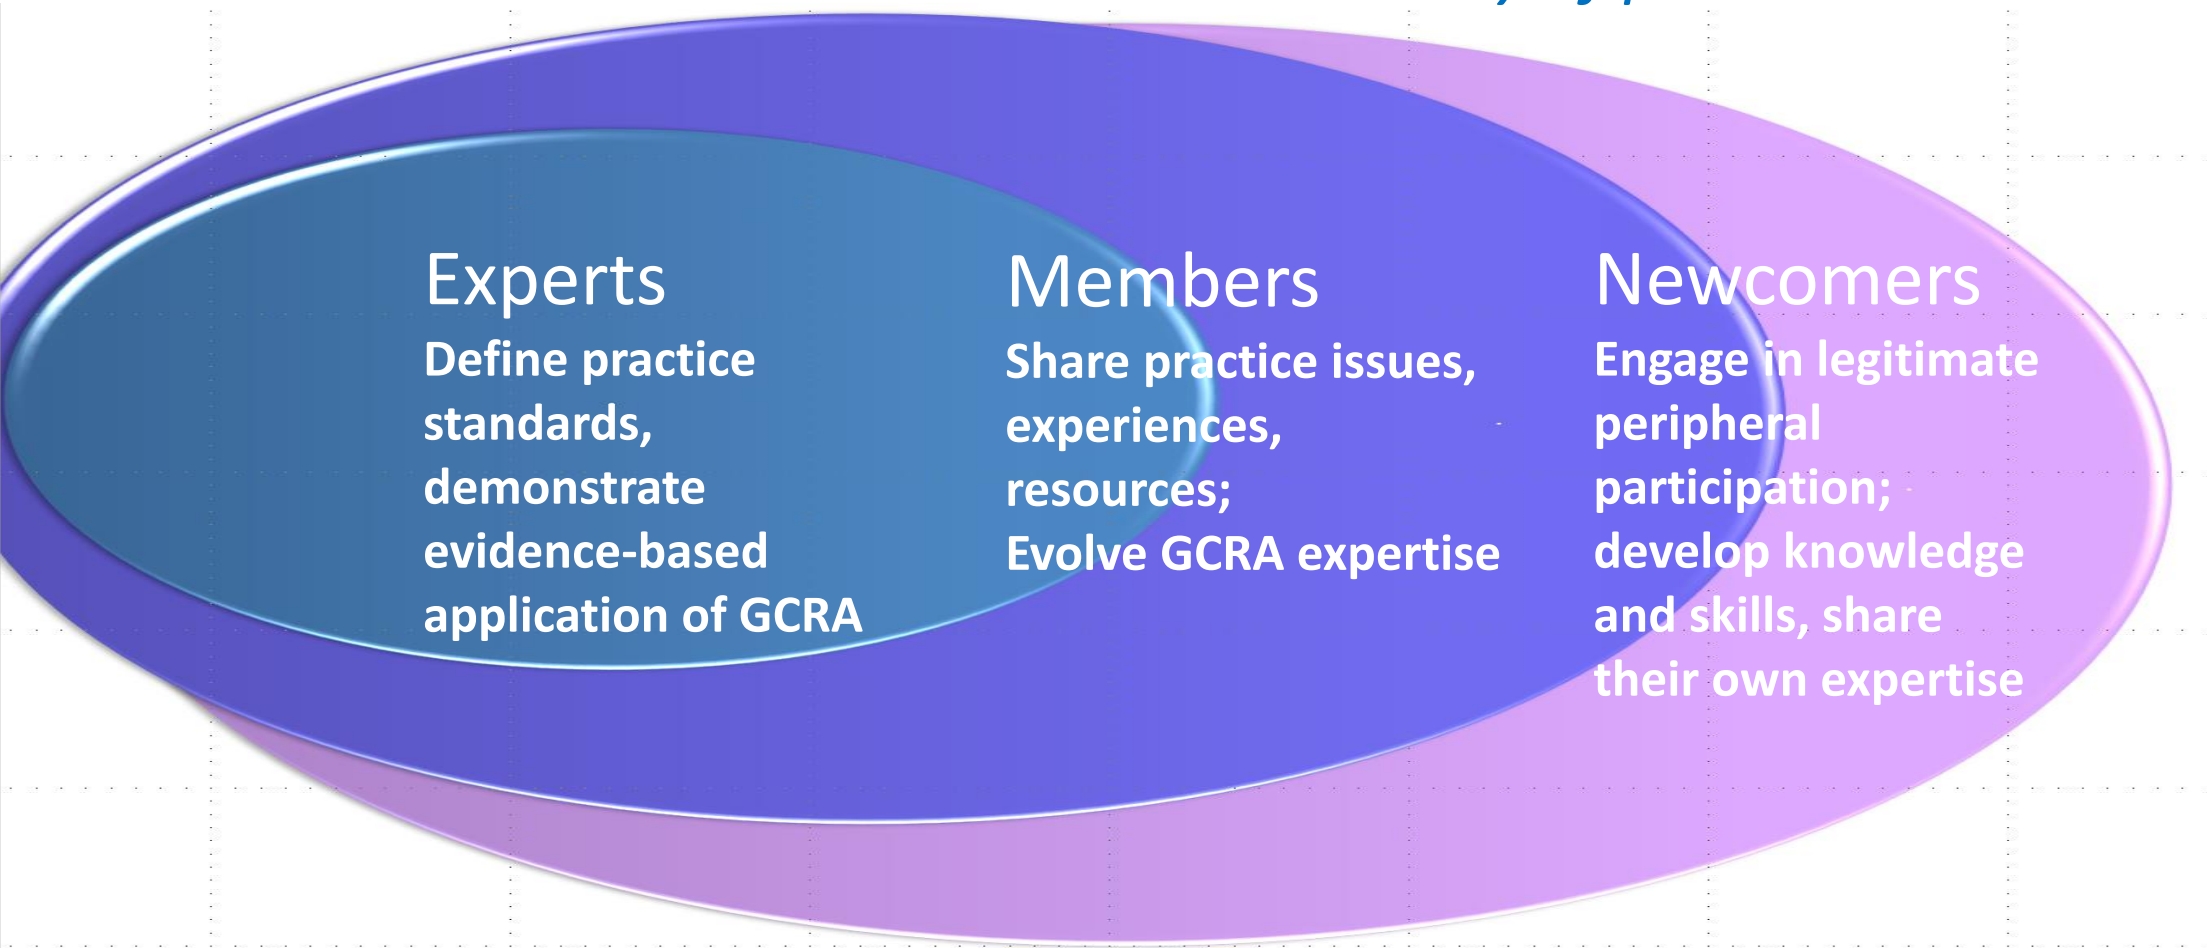 Experts
Define practice
standards,
demonstrate
evidence-based
application of GCRA
Members
Share practice issues,
experiences,
resources;
Evolve GCRA expertise
Newcomers
Engage in legitimate
peripheral
participation;
develop knowledge
and skills, share
their own expertise